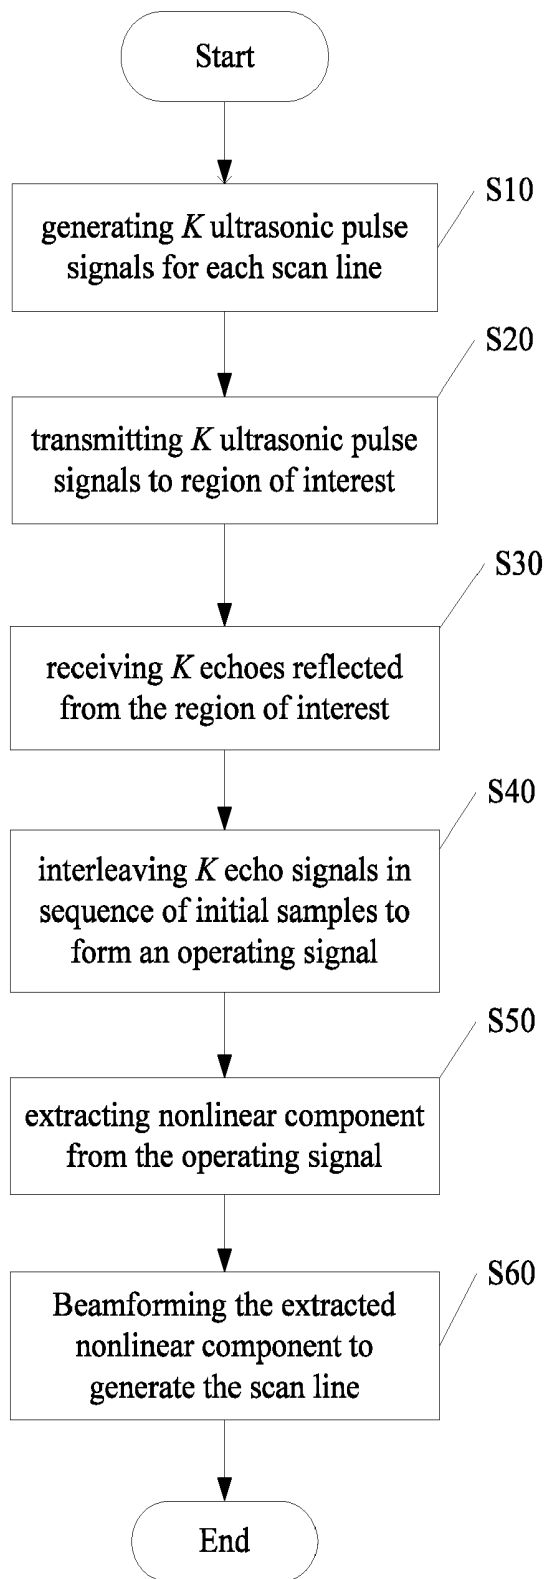 Start
S10
generating K ultrasonic pulse
signals for each scan line
S20
transmitting K ultrasonic pulse
signals to region of interest
S30
receiving K echoes reflected
from the region of interest
S40
interleaving K echo signals in
sequence of initial samples to
form an operating signal
S50
extracting nonlinear component
from the operating signal
S60
Beamforming the extracted
nonlinear component to
generate the scan line
End